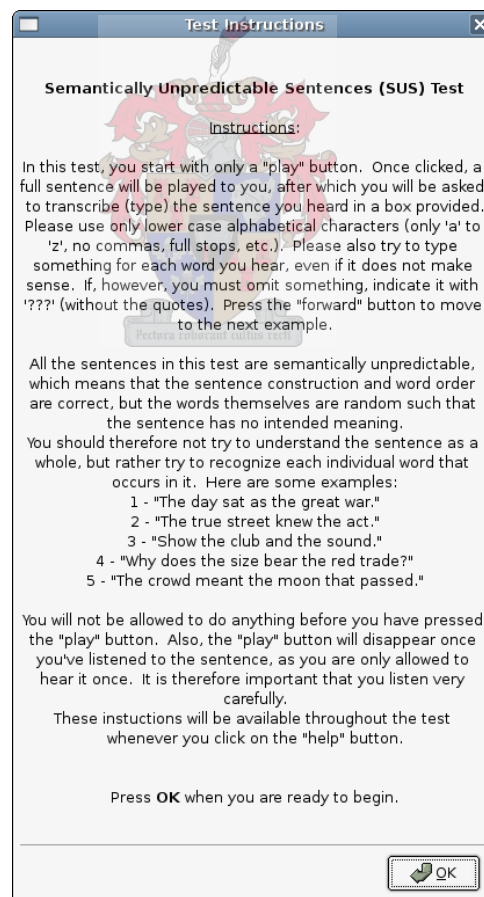 Test Instructions
Semantically Unpredictable Sentences (SUS) Test
Instructions:
In this test, you start with only a "play" button.  Once clicked, a
full sentence will be played to you, after which you will be asked
to transcribe (type) the sentence you heard in a box provided.
Please use only lower case alphabetical characters (only 'a' to
'z', no commas, full stops, etc.).  Please also try to type
something for each word you hear, even if it does not make
sense.  If, however, you must omit something, indicate it with
'???' (without the quotes).  Press the "forward" button to move
to the next example.
Pectora roborant cultus recti
All the sentences in this test are semantically unpredictable,
which means that the sentence construction and word order
are correct, but the words themselves are random such that
the sentence has no intended meaning.
You should therefore not try to understand the sentence as a
whole, but rather try to recognize each individual word that
occurs in it.  Here are some examples:
1 - "The day sat as the great war."
2 - "The true street knew the act."
3 - "Show the club and the sound."
4 - "Why does the size bear the red trade?"
5 - "The crowd meant the moon that passed."
You will not be allowed to do anything before you have pressed
the "play" button.  Also, the "play" button will disappear once
you've listened to the sentence, as you are only allowed to
hear it once.  It is therefore important that you listen very
carefully.
These instuctions will be available throughout the test
whenever you click on the "help" button.
Press OK when you are ready to begin.
OK